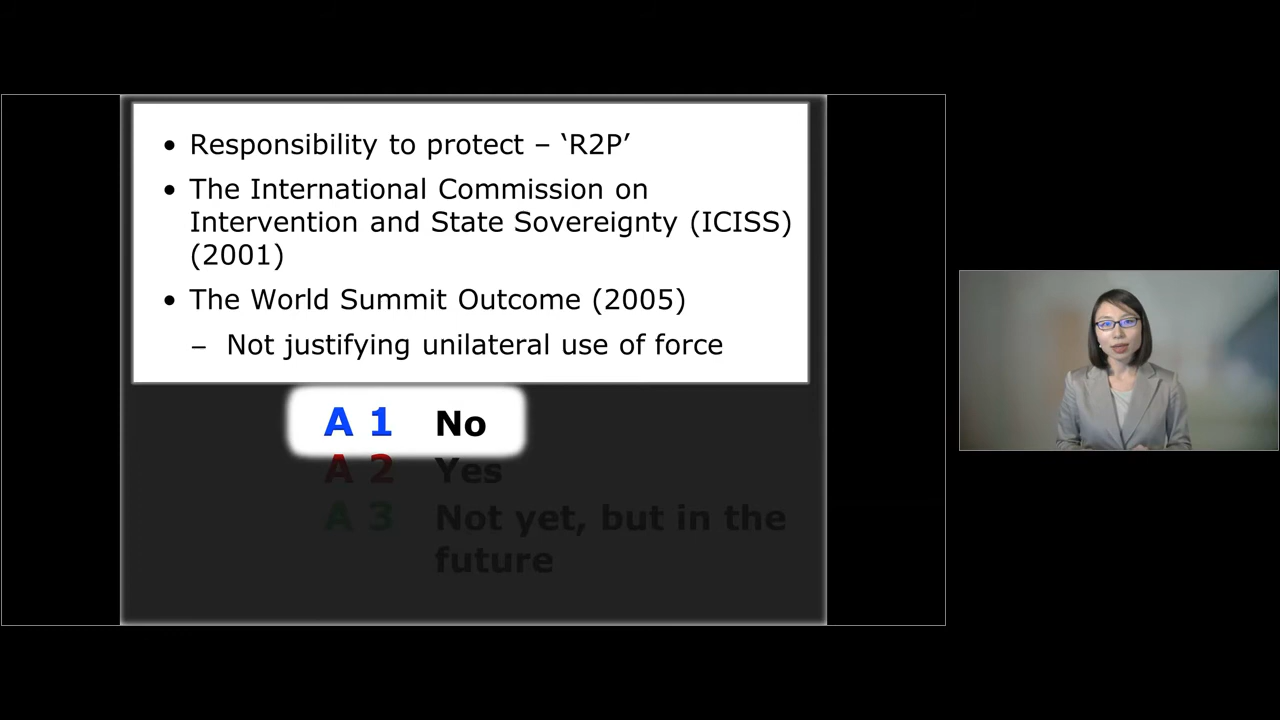 • Responsibility to protect – ‘R2P’
• The International Commission on
Intervention and State Sovereignty (ICISS)
(2001)
• The World Summit Outcome (2005)
– Not justifying unilateral use of force
A 1 No
A 2 Yes
A 3 Not yet, but in the
future